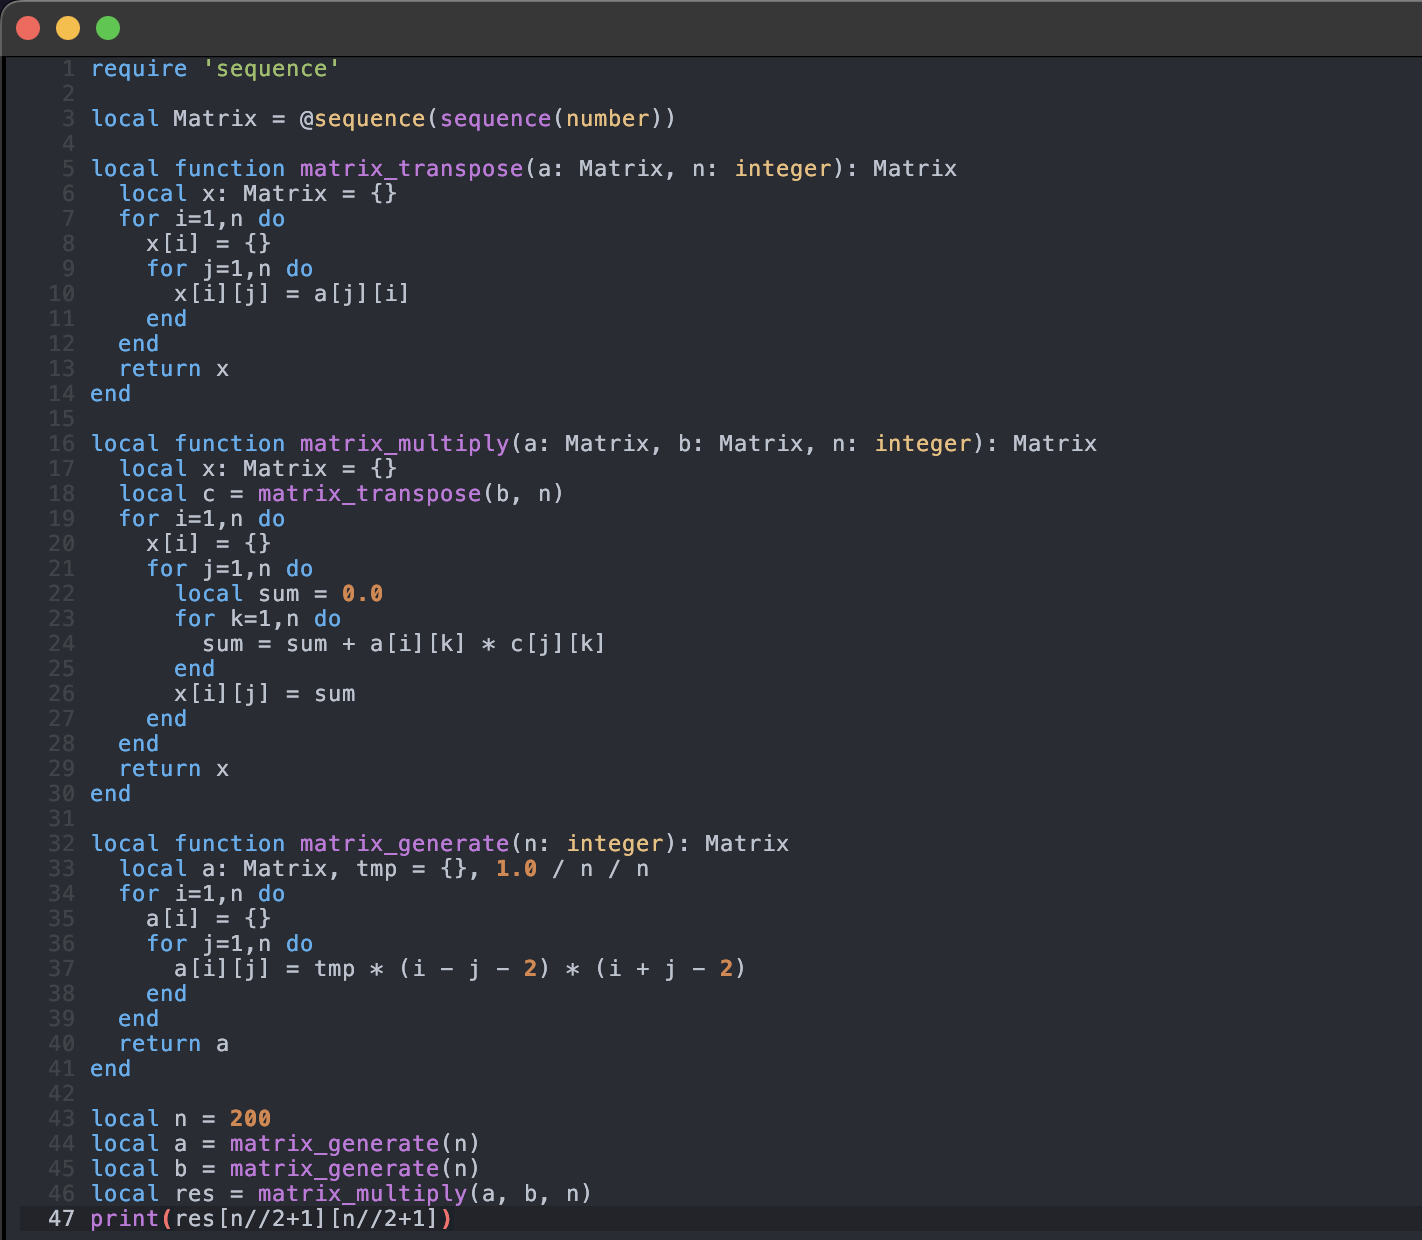 1 require 'sequence'
2
3 local Matrix = @sequence(sequence(number))
4
5 local function matrix_transpose(a: Matrix, n: integer): Matrix
6   local x: Matrix = {}
7   for i=1,n do
8     x[i] = {}
9     for j=1,n do
10       x[i][j] = a[j][i]
11     end
12   end
13   return x
14 end
15
16 local function matrix_multiply(a: Matrix, b: Matrix, n: integer): Matrix
17   local x: Matrix = {}
18   local c = matrix_transpose(b, n)
19   for i=1,n do
20     x[i] = {}
21     for j=1,n do
22       local sum = 0.0
23       for k=1,n do
24         sum = sum + a[i][k] * c[j][k]
25       end
26       x[i][j] = sum
27     end
28   end
29   return x
30 end
31
32 local function matrix_generate(n: integer): Matrix
33   local a: Matrix, tmp = {}, 1.0 / n / n
34   for i=1,n do
35     a[i] = {}
36     for j=1,n do
37       a[i][j] = tmp * (i - j - 2) * (i + j - 2)
38     end
39   end
40   return a
41 end
42
43 local n = 200
44 local a = matrix_generate(n)
45 local b = matrix_generate(n)
46 local res = matrix_multiply(a, b, n)
47 print(res[n//2+1][n//2+1])